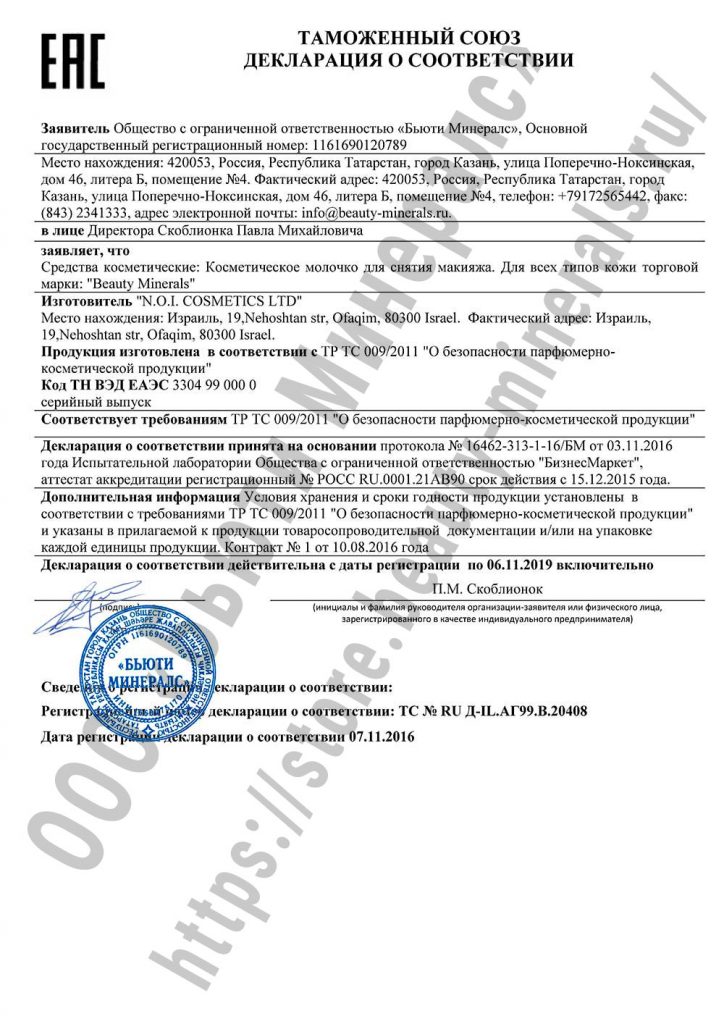 ЕАС
ТАМОЖЕННЫЙ СОЮЗ
ДЕКЛАРАЦИЯ О СООТВЕТСТВИИ
Заявитель Общество с ограниченной ответственностью «Бьюти Минералс», Основной
государственный регистрационный номер: 1161690120789
Место нахождения: 420053, Россия, Республика Татарстан, город Казань, улица Поперечно-Ноксинская,
дом 46, литера Б, помещение №4. Фактический адрес: 420053, Россия, Республика Татарстан, город
Казань, улица Поперечно-Ноксинская, дом 46, литера Б, помещение №4, телефон: +79172565442, факс:
(843) 2341333, адрес электронной почты: info@beauty-minerals.ru.
в лице Директора Скоблионка Павла Михайловича
заявляет, что
Средства косметические: Косметическое молочко для снятия макияжа. Для всех типов кожи торговой
марки: "Beauty Minerals"
Изготовитель "N.O.I. COSMETICS LTD"
Место нахождения: Израиль, 19,Nehoshtan str, Ofaqim, 80300 Israel. Фактический адрес: Израиль,
19,Nehoshtan str, Ofaqim, 80300 Israel.
Продукция изготовлена в соответствии с ТР ТС 009/2011 "О безопасности парфюмерно-
косметической продукции"
Код ТН ВЭД ЕАЭС 3304 99 000 0
серийный выпуск
Соответствует требованиям ТР ТС 009/2011 "О безопасности парфюмерно-косметической продукции"
Декларация о соответствии принята на основании протокола № 16462-313-1-16/БМ от 03.11.2016
года Испытательной лаборатории Общества с ограниченной ответственностью "БизнесМаркет",
аттестат аккредитации регистрационный № РОСС RU.0001.21АВ90 срок действия с 15.12.2015 года.
Дополнительная информация Условия хранения и сроки годности продукции установлены в
соответствии с требованиями ТР ТС 009/2011 "О безопасности парфюмерно-косметической продукции"
и указаны в прилагаемой к продукции товаросопроводительной документации и/или на упаковке
каждой единицы продукции. Контракт № 1 от 10.08.2016 года
Декларация о соответствии действительна с даты регистрации по 06.11.2019 включительно
П.М. Скоблионок
(подпись)
(инициалы и фамилия руководителя организации-заявителя или физического лица,
зарегистрированного в качестве индивидуального предпринимателя)
ОГРН 1161690120789
«БЬЮТИ
МИНЕРАЛС»
Сведения о регистрации декларации о соответствии:
Регистрационный номер декларации о соответствии: ТС № RU Д-IL.АГ99.В.20408
Дата регистрации декларации о соответствии 07.11.2016
ООО «Бьюти Минералс»
https://store.beauty-minerals.ru/